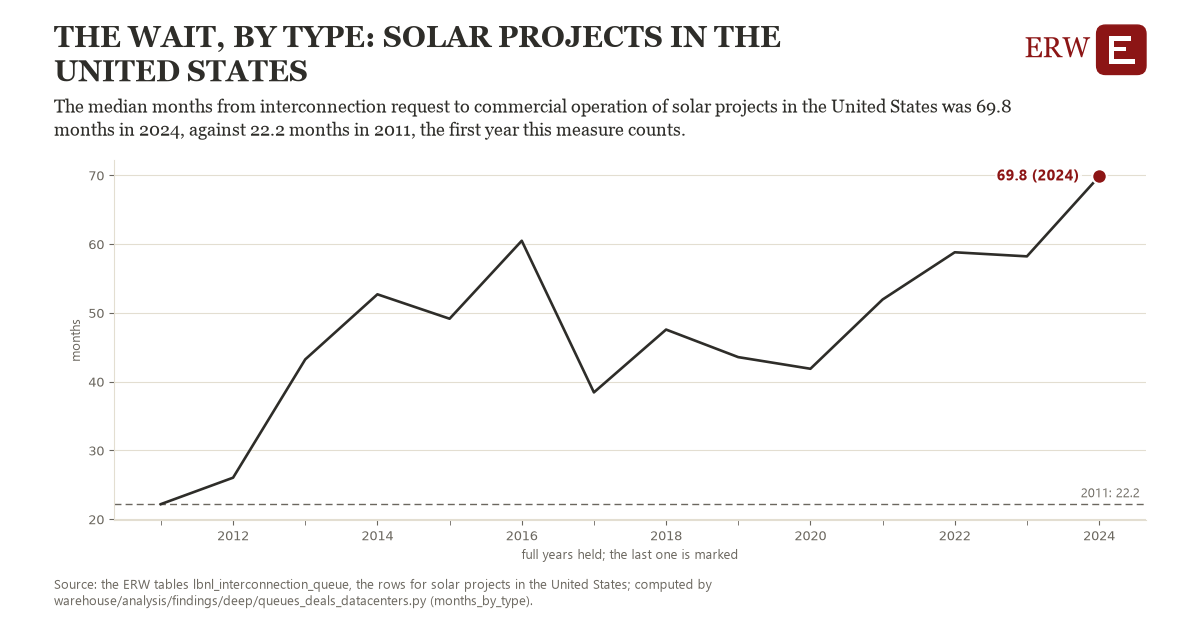 THE WAIT, BY TYPE: SOLAR PROJECTS IN THE
UNITED STATES
ERW E
The median months from interconnection request to commercial operation of solar projects in the United States was 69.8
months in 2024, against 22.2 months in 2011, the first year this measure counts.
70
60
50
40
30
20
months
69.8 (2024)
2011: 22.2
2012 2014 2016 2018 2020 2022 2024
full years held; the last one is marked
Source: the ERW tables lbnl_interconnection_queue, the rows for solar projects in the United States; computed by
warehouse/analysis/findings/deep/queues_deals_datacenters.py (months_by_type).